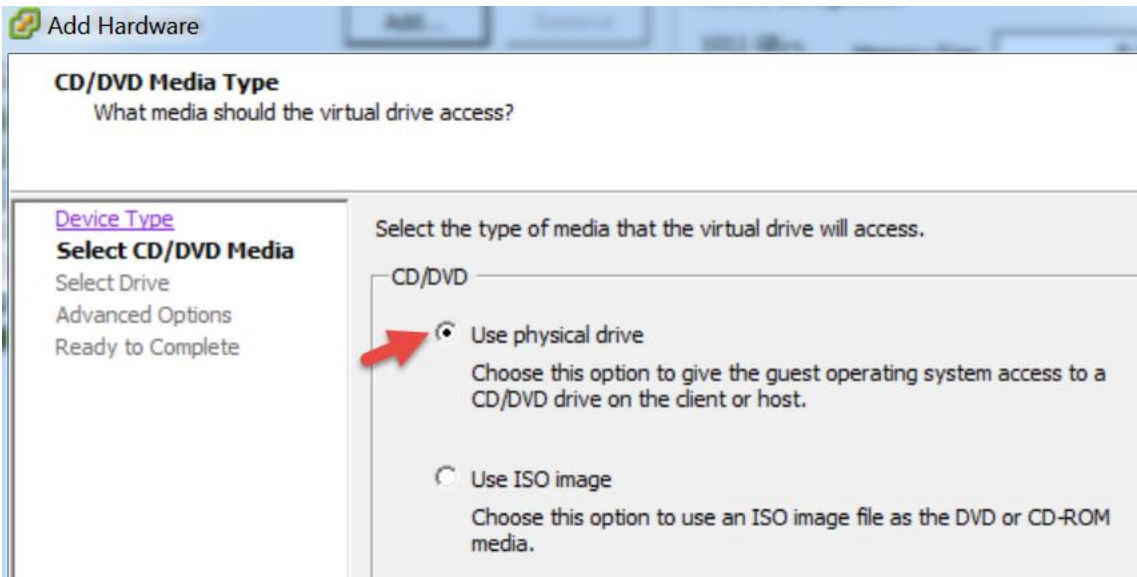 Add Hardware
CD/DVD Media Type
What media should the virtual drive access?
Device Type
Select CD/DVD Media
Select Drive
Advanced Options
Ready to Complete
Select the type of media that the virtual drive will access.
CD/DVD
Use physical drive
Choose this option to give the guest operating system access to a
CD/DVD drive on the client or host.
Use ISO image
Choose this option to use an ISO image file as the DVD or CD-ROM
media.